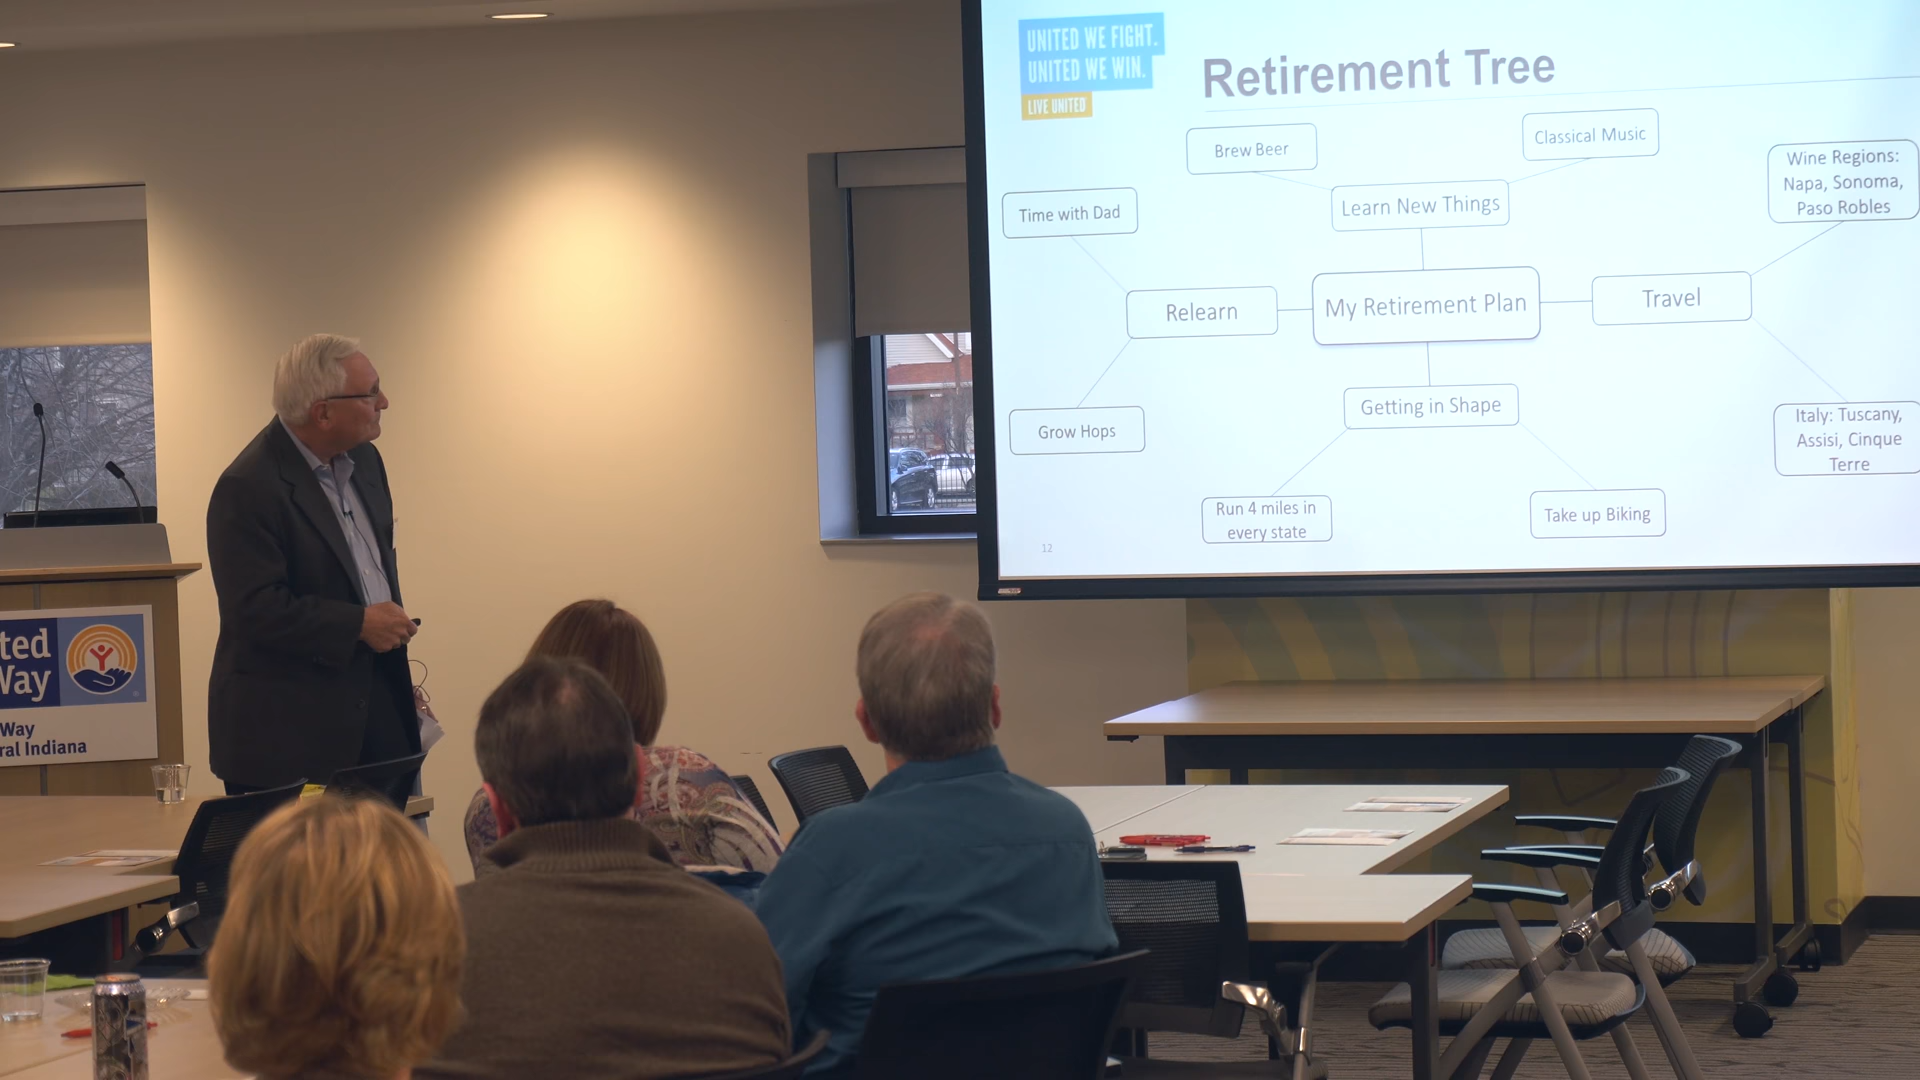 UNITED WE FIGHT.
UNITED WE WIN.
LIVE UNITED
Retirement Tree
Brew Beer
Classical Music
Wine Regions:
Napa, Sonoma,
Paso Robles
Time with Dad
Learn New Things
Relearn
My Retirement Plan
Travel
Grow Hops
Getting in Shape
Italy: Tuscany,
Assisi, Cinque
Terre
Run 4 miles in
every state
Take up Biking
12
ted
Way
Way
ral Indiana